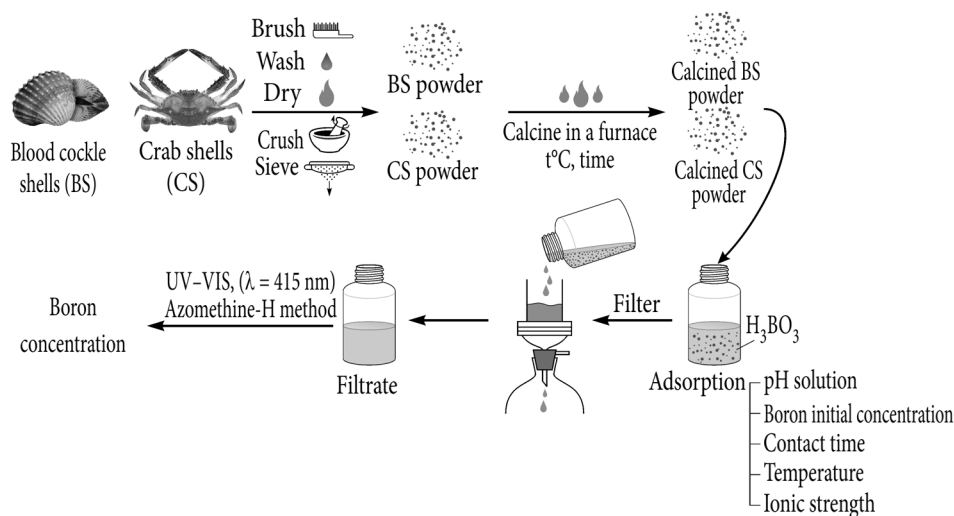 Blood cockle
shells (BS)
Crab shells
(CS)
Brush
Wash
Dry
Crush
Sieve
BS powder
CS powder
Calcine in a furnace
t°C, time
Calcined BS
powder
Calcined CS
powder
H₃BO₃
Adsorption
pH solution
Boron initial concentration
Contact time
Temperature
Ionic strength
Filter
Filtrate
UV–VIS, (λ = 415 nm)
Azomethine-H method
Boron
concentration